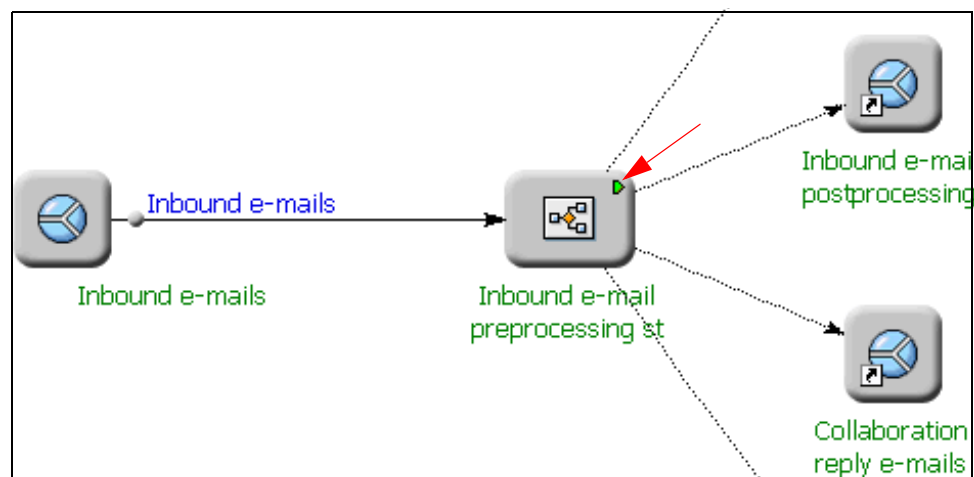 Inbound e-mails
Inbound e-mails
Inbound e-mail
preprocessing st
Inbound e-mai
postprocessing
Collaboration
reply e-mails